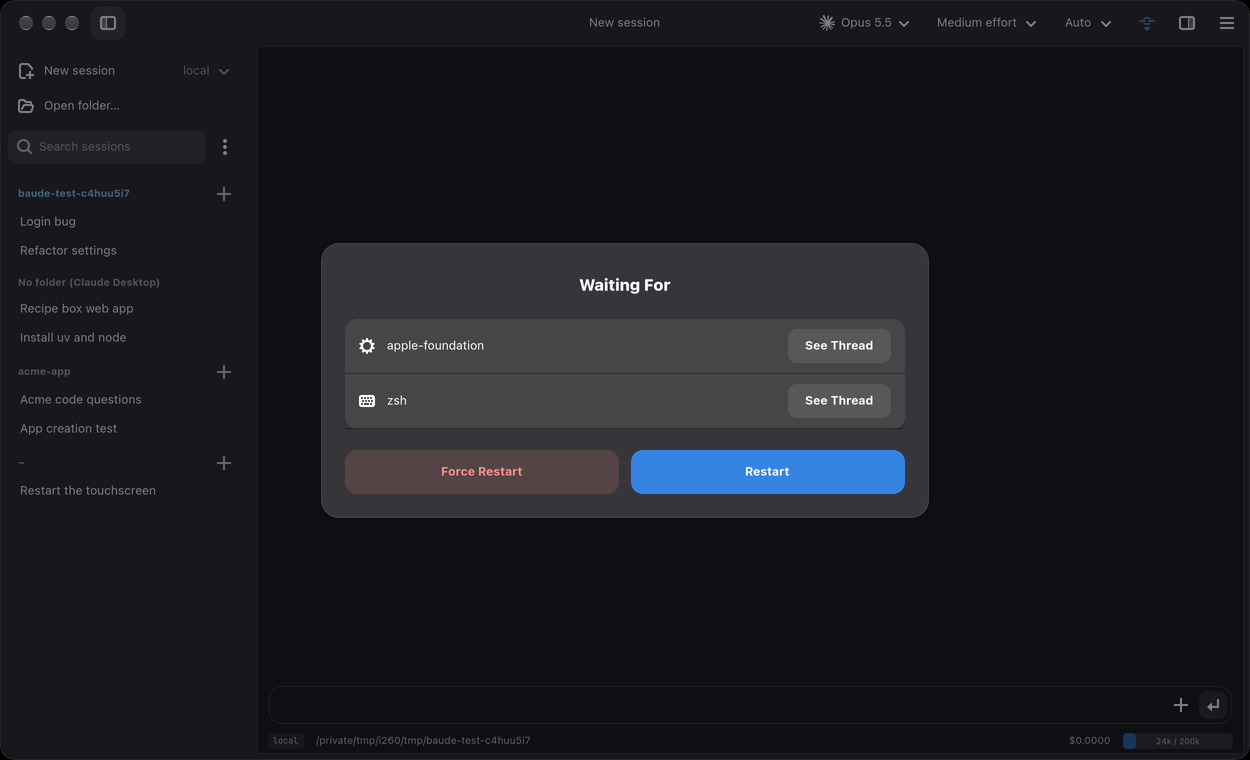 New session
Opus 5.5
Medium effort
Auto
New session
local
Open folder...
Search sessions
baude-test-c4huu5i7
Login bug
Refactor settings
No folder (Claude Desktop)
Recipe box web app
Install uv and node
acme-app
Acme code questions
App creation test
~
Restart the touchscreen
Waiting For
apple-foundation
See Thread
zsh
See Thread
Force Restart
Restart
local
/private/tmp/i260/tmp/baude-test-c4huu5i7
$0.0000
24k / 200k